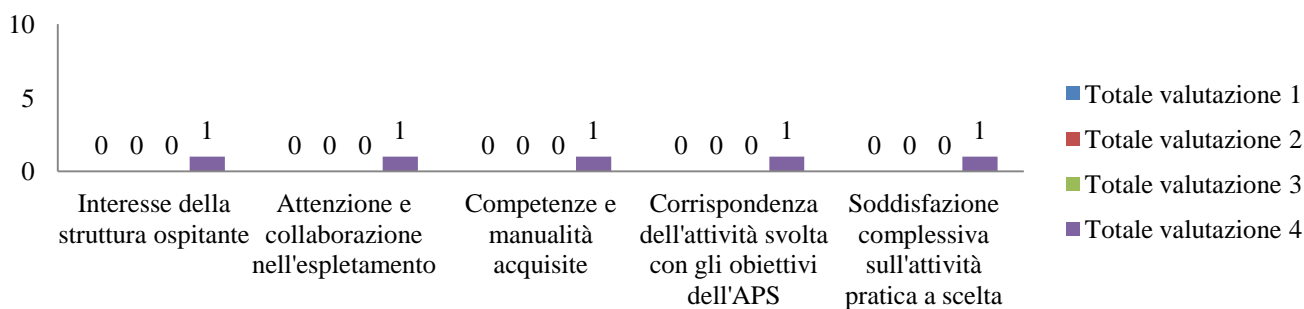 10
5
0
0 0 0 1 0 0 0 1 0 0 0 1 0 0 0 1 0 0 0 1
Interesse della
struttura ospitante
Attenzione e
collaborazione
nell'espletamento
Competenze e
manualità
acquisite
Corrispondenza
dell'attività svolta
con gli obiettivi
dell'APS
Soddisfazione
complessiva
sull'attività
pratica a scelta
Totale valutazione 1
Totale valutazione 2
Totale valutazione 3
Totale valutazione 4